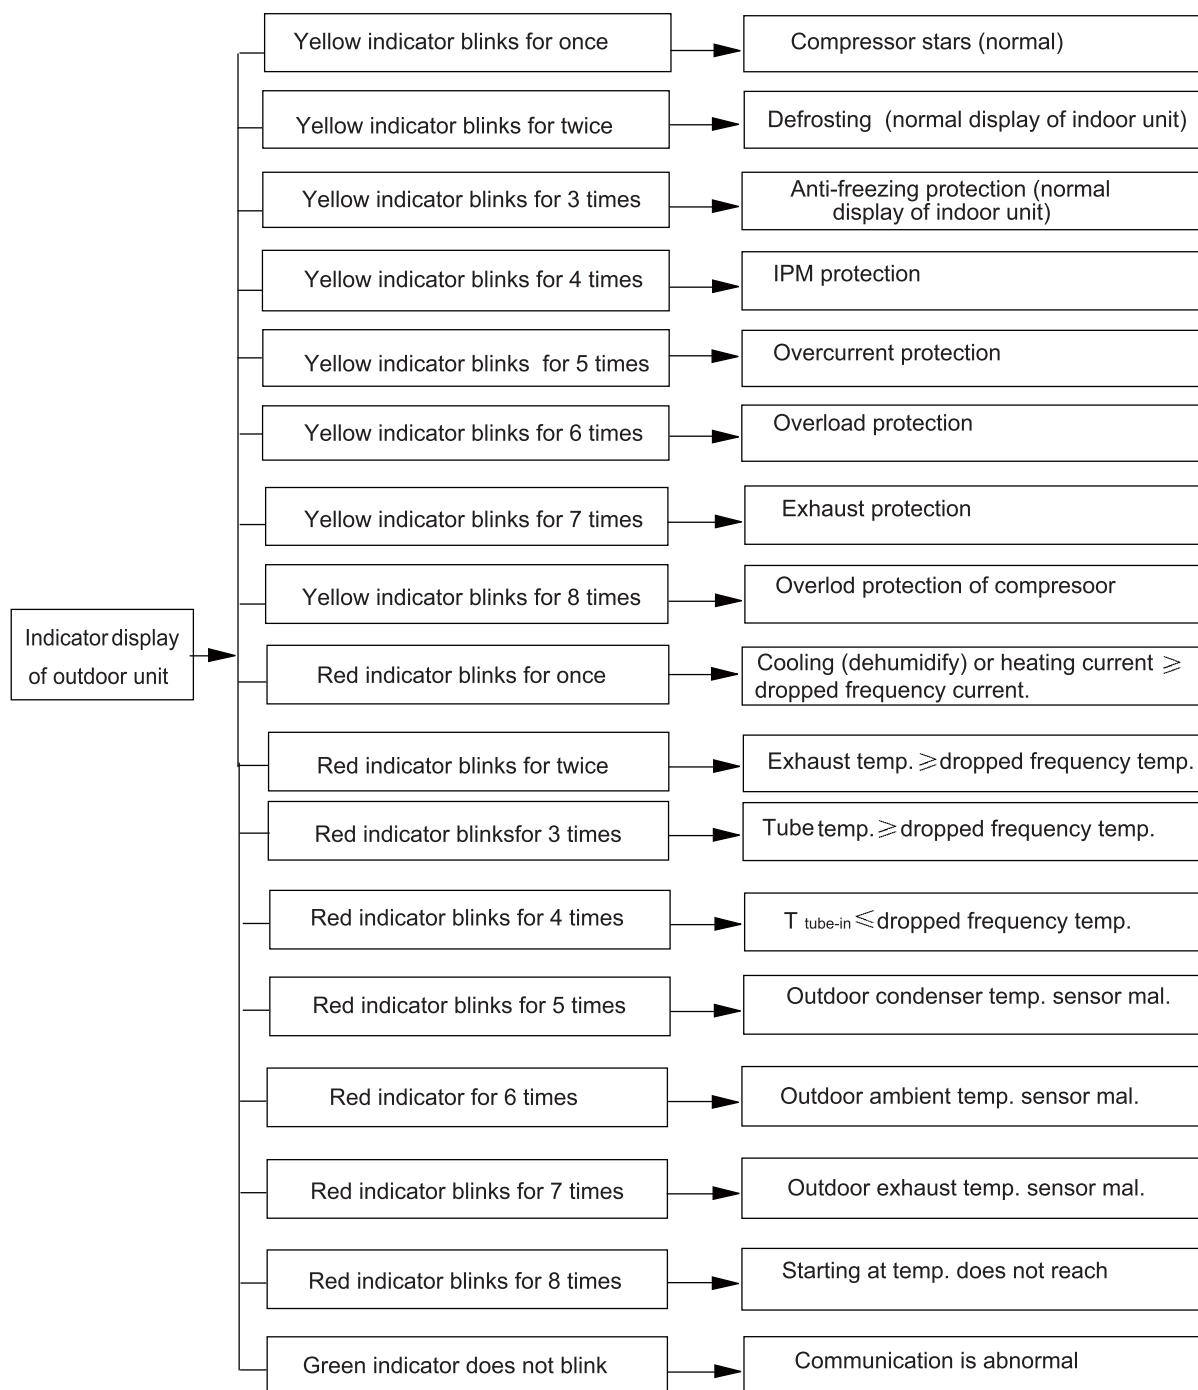 Yellow indicator blinks for once
Compressor stars (normal)
Yellow indicator blinks for twice
Defrosting (normal display of indoor unit)
Yellow indicator blinks for 3 times
Anti-freezing protection (normal
display of indoor unit)
Yellow indicator blinks for 4 times
IPM protection
Yellow indicator blinks for 5 times
Overcurrent protection
Yellow indicator blinks for 6 times
Overload protection
Yellow indicator blinks for 7 times
Exhaust protection
Yellow indicator blinks for 8 times
Overlod protection of compresoor
Indicator display
of outdoor unit
Red indicator blinks for once
Cooling (dehumidify) or heating current ⩾
dropped frequency current.
Red indicator blinks for twice
Exhaust temp. ⩾dropped frequency temp.
Red indicator blinksfor 3 times
Tube temp. ⩾dropped frequency temp.
Red indicator blinks for 4 times
T tube-in ⩽dropped frequency temp.
Red indicator blinks for 5 times
Outdoor condenser temp. sensor mal.
Red indicator for 6 times
Outdoor ambient temp. sensor mal.
Red indicator blinks for 7 times
Outdoor exhaust temp. sensor mal.
Red indicator blinks for 8 times
Starting at temp. does not reach
Green indicator does not blink
Communication is abnormal